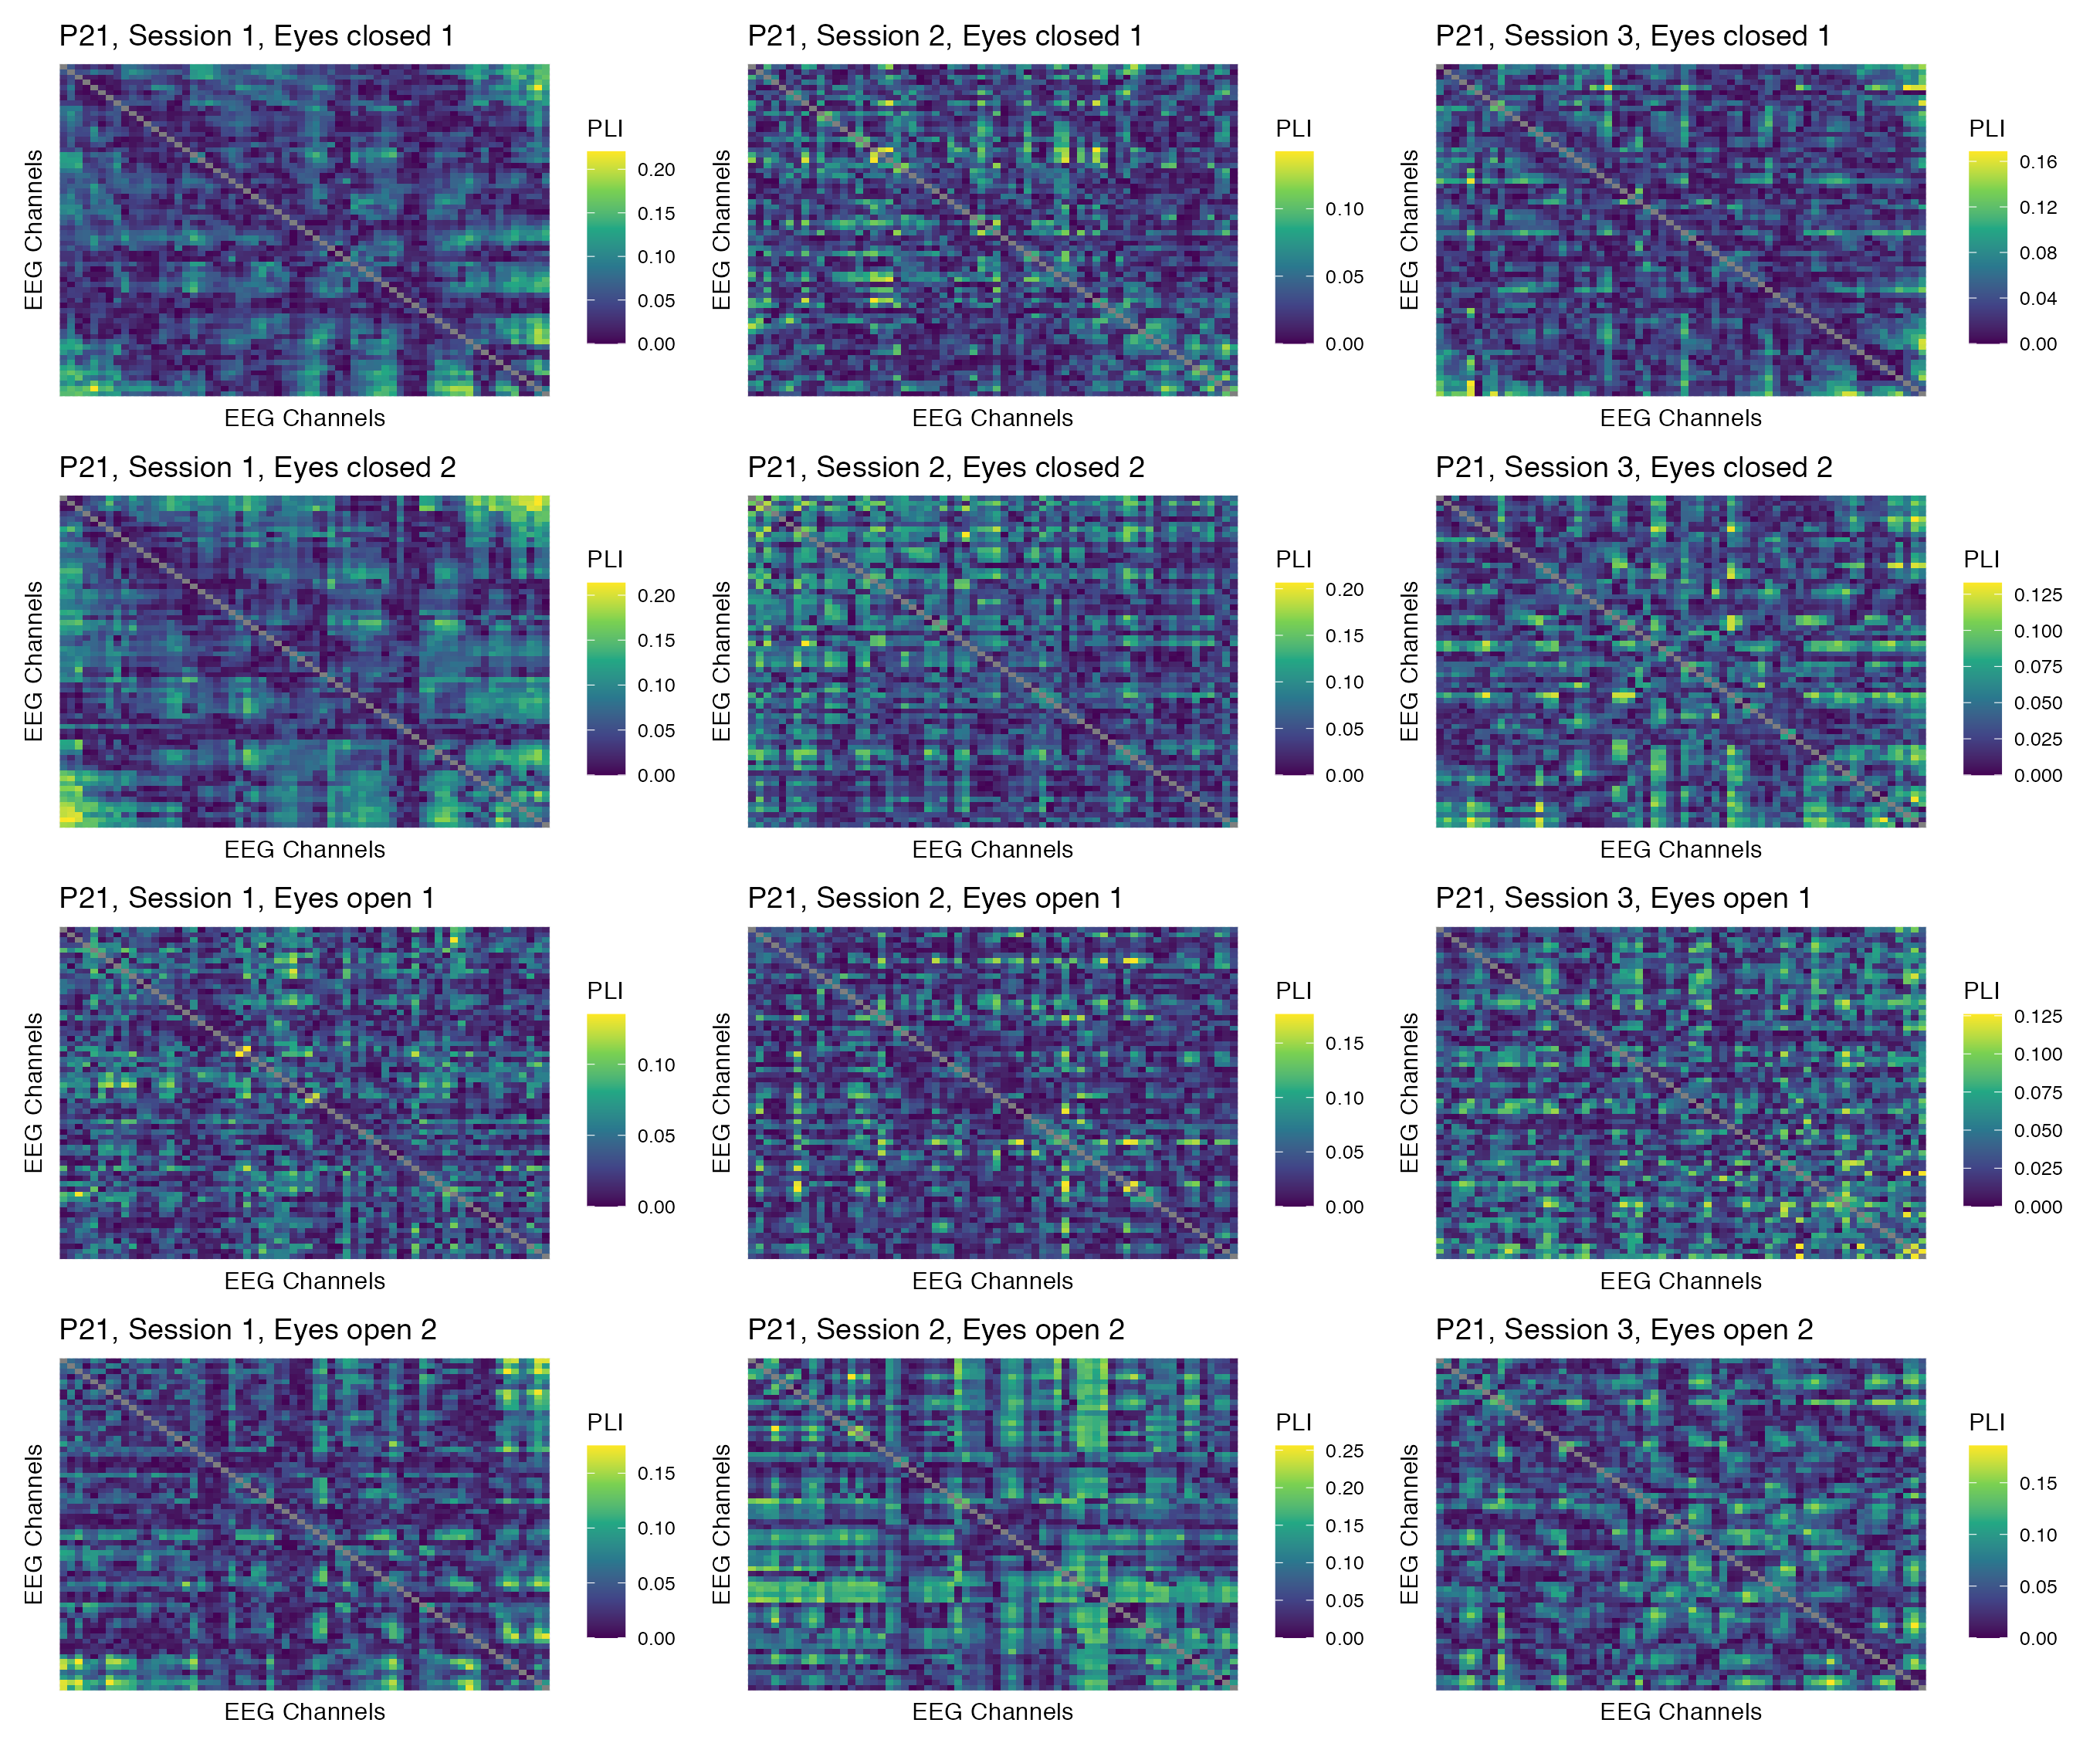 P21, Session 1, Eyes closed 1
EEG Channels
EEG Channels
PLI
0.20
0.15
0.10
0.05
0.00
P21, Session 2, Eyes closed 1
EEG Channels
EEG Channels
PLI
0.10
0.05
0.00
P21, Session 3, Eyes closed 1
EEG Channels
EEG Channels
PLI
0.16
0.12
0.08
0.04
0.00
P21, Session 1, Eyes closed 2
EEG Channels
EEG Channels
PLI
0.20
0.15
0.10
0.05
0.00
P21, Session 2, Eyes closed 2
EEG Channels
EEG Channels
PLI
0.20
0.15
0.10
0.05
0.00
P21, Session 3, Eyes closed 2
EEG Channels
EEG Channels
PLI
0.125
0.100
0.075
0.050
0.025
0.000
P21, Session 1, Eyes open 1
EEG Channels
EEG Channels
PLI
0.10
0.05
0.00
P21, Session 2, Eyes open 1
EEG Channels
EEG Channels
PLI
0.15
0.10
0.05
0.00
P21, Session 3, Eyes open 1
EEG Channels
EEG Channels
PLI
0.125
0.100
0.075
0.050
0.025
0.000
P21, Session 1, Eyes open 2
EEG Channels
EEG Channels
PLI
0.15
0.10
0.05
0.00
P21, Session 2, Eyes open 2
EEG Channels
EEG Channels
PLI
0.25
0.20
0.15
0.10
0.05
0.00
P21, Session 3, Eyes open 2
EEG Channels
EEG Channels
PLI
0.15
0.10
0.05
0.00